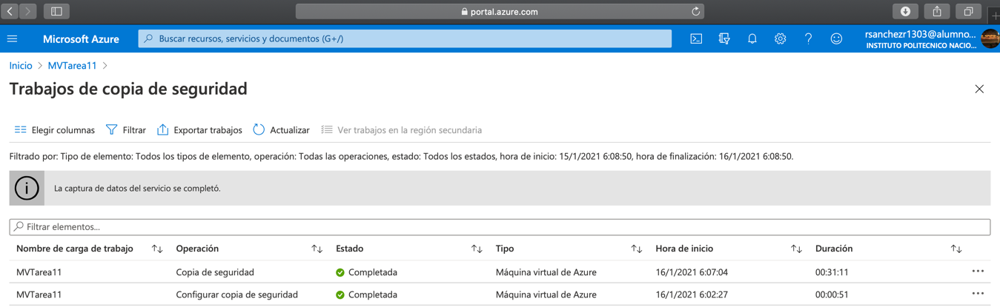 portal.azure.com
Microsoft Azure
Buscar recursos, servicios y documentos (G+/)
rsanchezr1303@alumno...
INSTITUTO POLITECNICO NACIO...
Inicio > MVTarea11 >
Trabajos de copia de seguridad
Elegir columnas Filtrar Exportar trabajos Actualizar Ver trabajos en la región secundaria
Filtrado por: Tipo de elemento: Todos los tipos de elemento, operación: Todas las operaciones, estado: Todos los estados, hora de inicio: 15/1/2021 6:08:50, hora de finalización: 16/1/2021 6:08:50.
La captura de datos del servicio se completó.
Filtrar elementos...
Nombre de carga de trabajo Operación Estado Tipo Hora de inicio Duración
MVTarea11 Copia de seguridad Completada Máquina virtual de Azure 16/1/2021 6:07:04 00:31:11
MVTarea11 Configurar copia de seguridad Completada Máquina virtual de Azure 16/1/2021 6:02:27 00:00:51